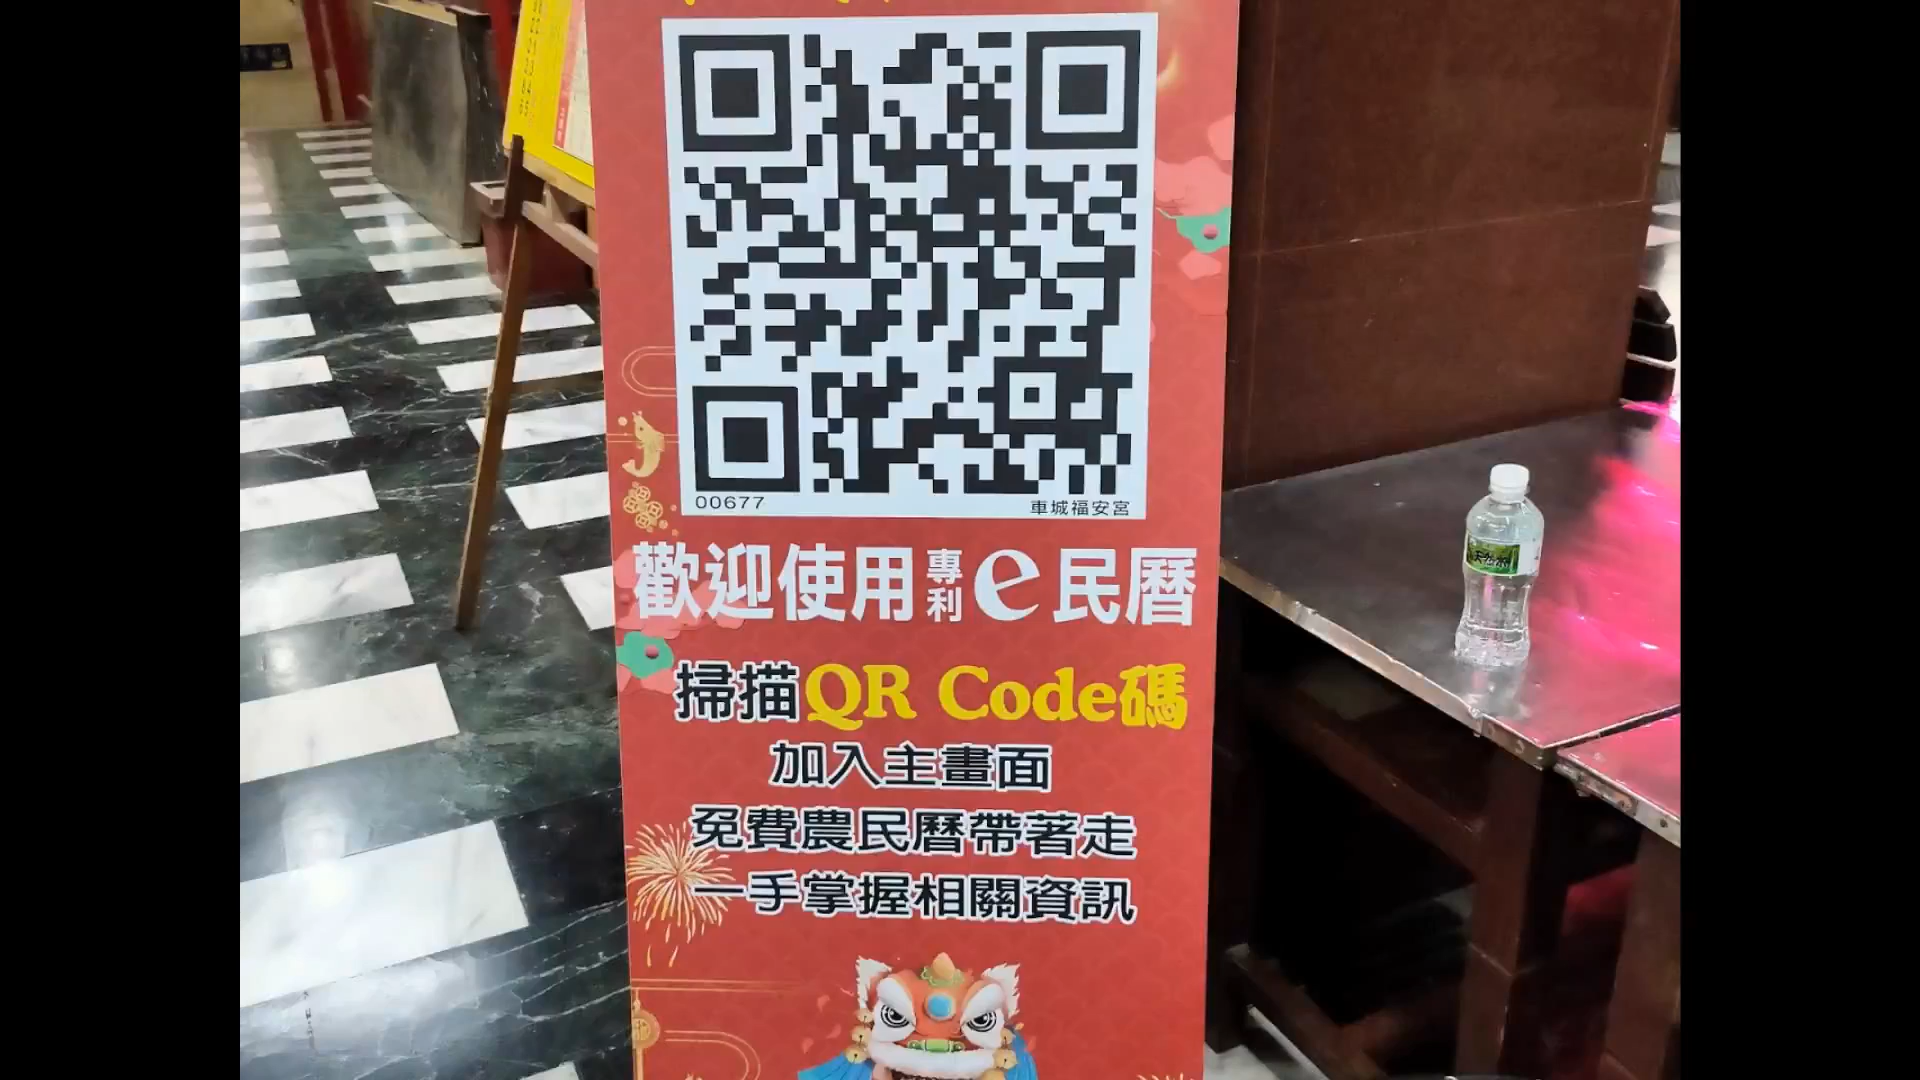 00677
車城福安宮
歡迎使用專利e民曆
掃描QR Code碼
加入主畫面
免費農民曆帶著走
一手掌握相關資訊